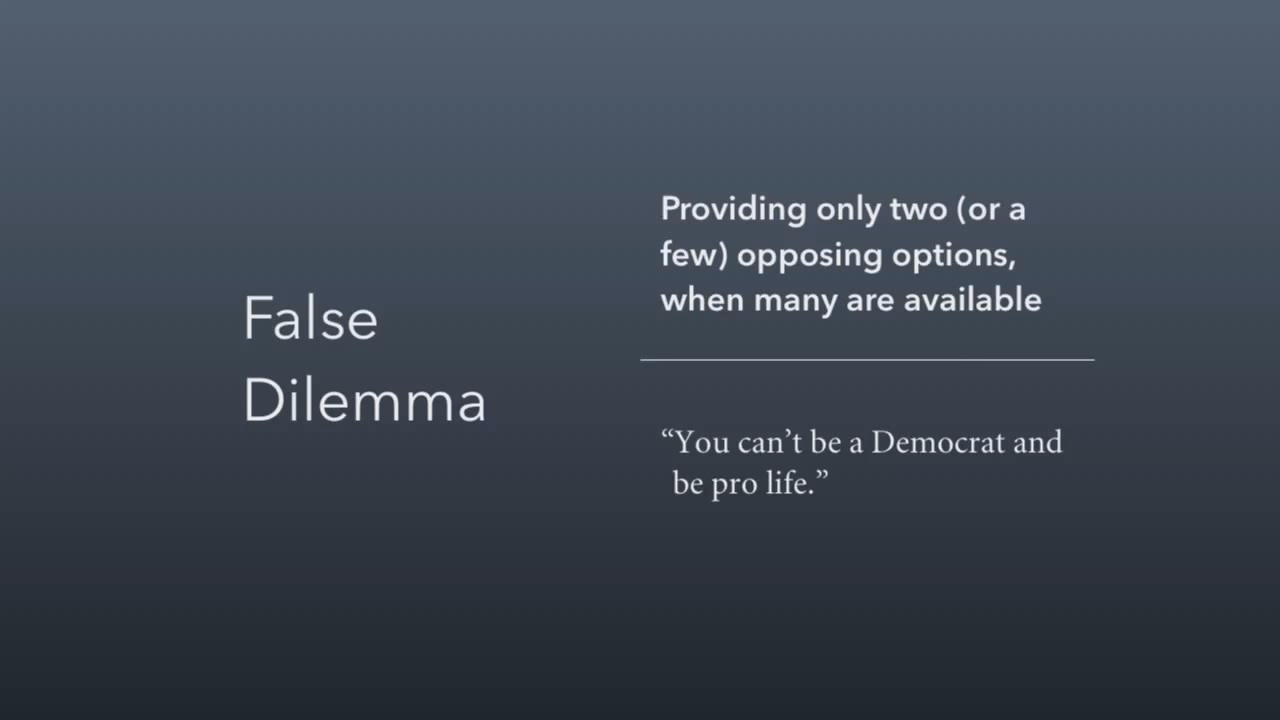 False
Dilemma
Providing only two (or a
few) opposing options,
when many are available
“You can’t be a Democrat and
be pro life.”